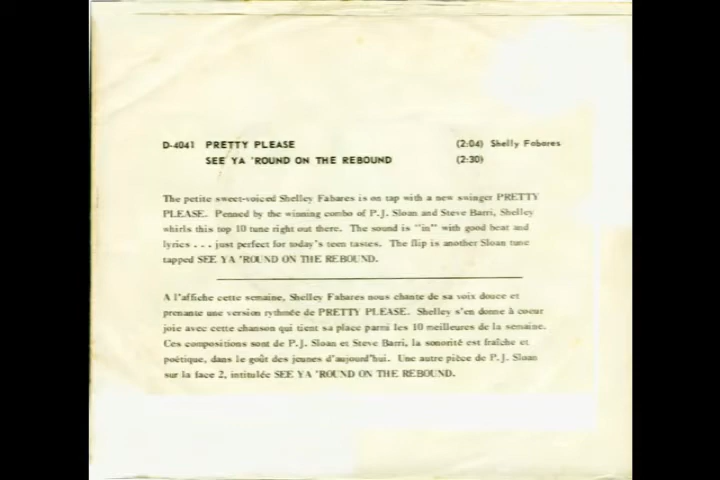 D-4041 PRETTY PLEASE (2:04) Shelly Fabares
SEE YA 'ROUND ON THE REBOUND (2:30)
The petite sweet-voiced Shelley Fabares is on tap with a new swinger PRETTY
PLEASE. Penned by the winning combo of P.J. Sloan and Steve Barri, Shelley
whirls this top 10 tune right out there. The sound is "in" with good beat and
lyrics . . . just perfect for today's teen tastes. The flip is another Sloan tune
tapped SEE YA 'ROUND ON THE REBOUND.
A l'affiche cette semaine, Shelley Fabares nous chante de sa voix douce et
prenante une version rythmée de PRETTY PLEASE. Shelley s'en donne à coeur
joie avec cette chanson qui tient sa place parmi les 10 meilleures de la semaine.
Ces compositions sont de P.J. Sloan et Steve Barri, la sonorité est fraîche et
poétique, dans le goût des jeunes d'aujourd'hui. Une autre pièce de P.J. Sloan
sur la face 2, intitulée SEE YA 'ROUND ON THE REBOUND.